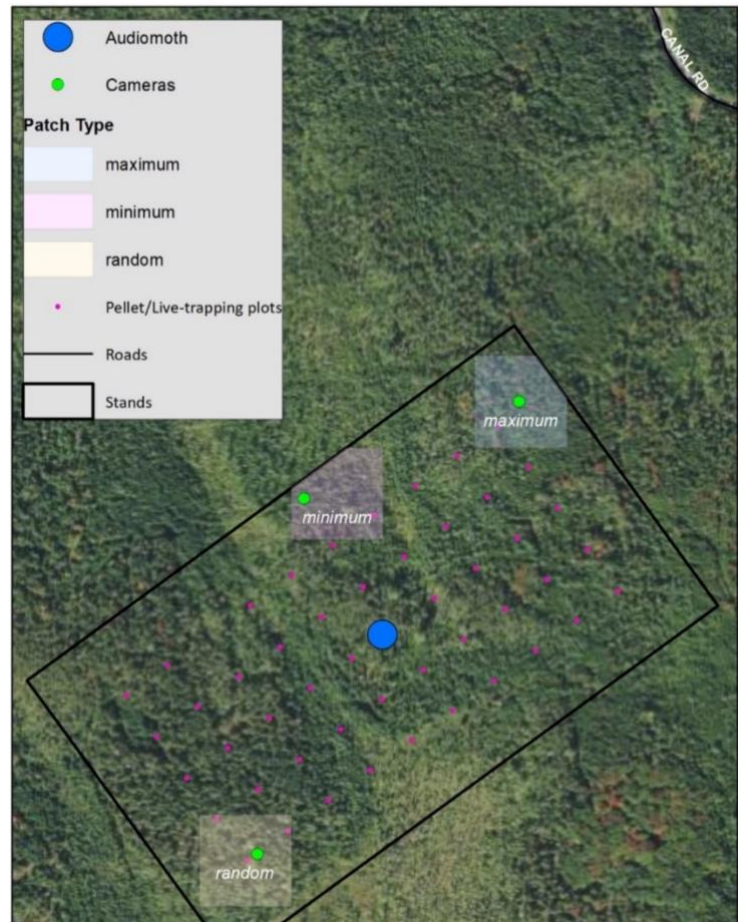 Audiomoth
Cameras
Patch Type
maximum
minimum
random
Pellet/Live-trapping plots
Roads
Stands
CANAL RD
maximum
minimum
random